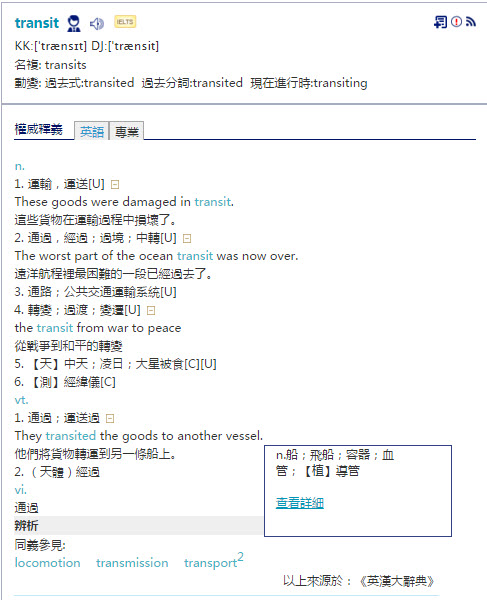 transit IELTS
KK:[ˈtrænsɪt] DJ:[ˈtrænsit]
名複: transits
動變: 過去式:transited 過去分詞:transited 現在進行時:transiting
權威釋義 英語 專業
n.
1. 運輸，運送[U]
These goods were damaged in transit.
這些貨物在運輸過程中損壞了。
2. 通過，經過；過境；中轉[U]
The worst part of the ocean transit was now over.
遠洋航程裡最困難的一段已經過去了。
3. 通路；公共交通運輸系統[U]
4. 轉變；過渡；變遷[U]
the transit from war to peace
從戰爭到和平的轉變
5. 【天】中天；凌日；大星被食[C][U]
6. 【測】經緯儀[C]
vt.
1. 通過；運送過
They transited the goods to another vessel.
他們將貨物轉運到另一條船上。
2. （天體）經過
vi.
通過
辨析
同義參見:
locomotion transmission transport2
n.船；飛船；容器；血
管；【植】導管
查看詳細
以上來源於：《英漢大辭典》